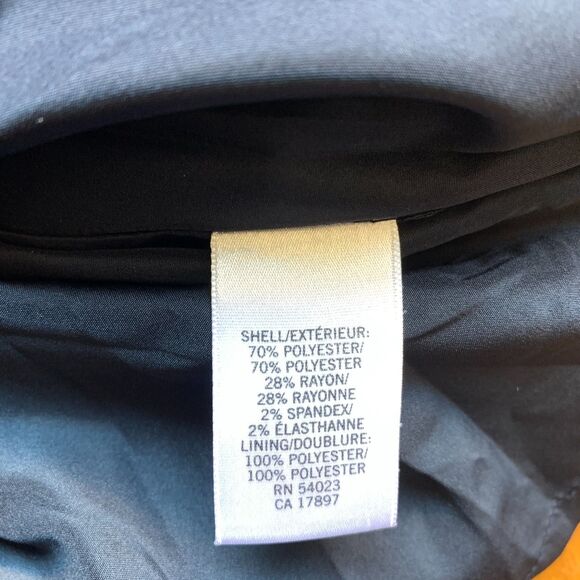 SHELL/EXTÉRIEUR:
70% POLYESTER/
70% POLYESTER
28% RAYON/
28% RAYONNE
2% SPANDEX/
2% ÉLASTHANNE
LINING/DOUBLURE:
100% POLYESTER/
100% POLYESTER
RN 54023
CA 17897